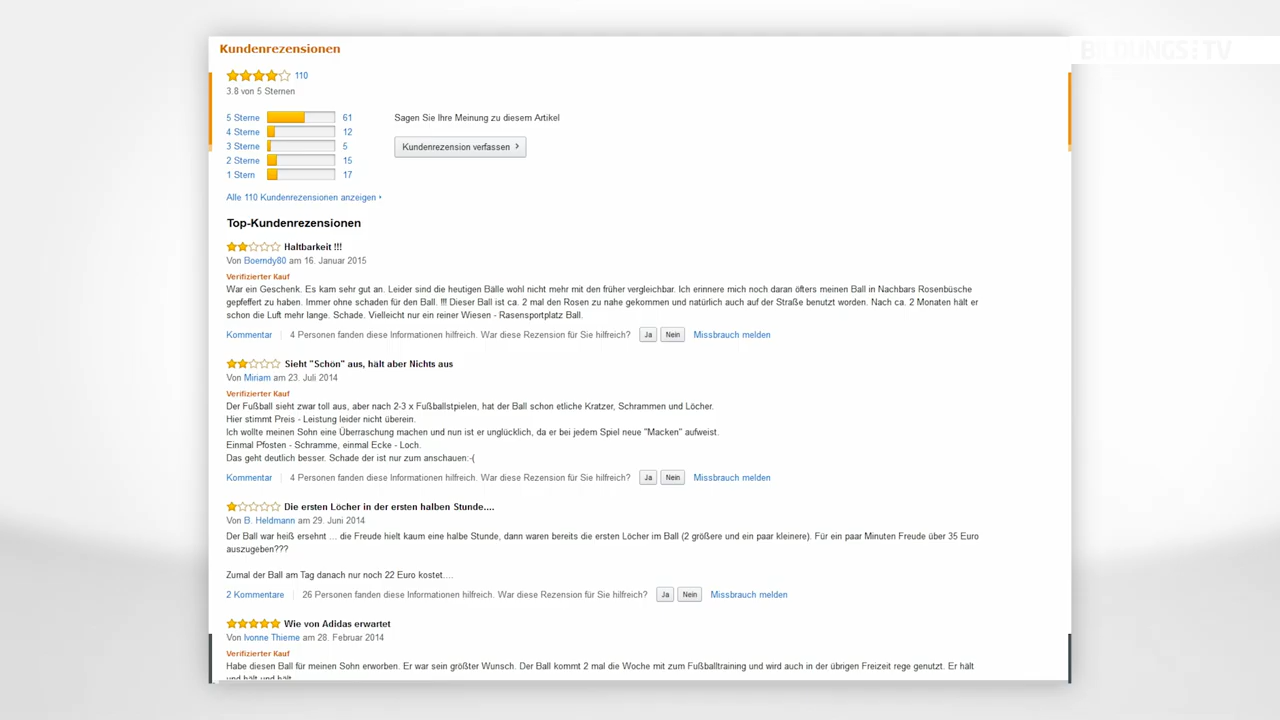 BILDUNGS:TV
Kundenrezensionen
110
3.8 von 5 Sternen
5 Sterne 61
4 Sterne 12
3 Sterne 5
2 Sterne 15
1 Stern 17
Sagen Sie Ihre Meinung zu diesem Artikel
Kundenrezension verfassen ›
Alle 110 Kundenrezensionen anzeigen ›
Top-Kundenrezensionen
Haltbarkeit !!!
Von Boerndy80 am 16. Januar 2015
Verifizierter Kauf
War ein Geschenk. Es kam sehr gut an. Leider sind die heutigen Bälle wohl nicht mehr mit den früher vergleichbar. Ich erinnere mich noch daran öfters meinen Ball in Nachbars Rosenbüsche
gepfeffert zu haben. Immer ohne schaden für den Ball. !!! Dieser Ball ist ca. 2 mal den Rosen zu nahe gekommen und natürlich auch auf der Straße benutzt worden. Nach ca. 2 Monaten hält er
schon die Luft mehr lange. Schade. Vielleicht nur ein reiner Wiesen - Rasensportplatz Ball.
Kommentar | 4 Personen fanden diese Informationen hilfreich. War diese Rezension für Sie hilfreich? Ja Nein Missbrauch melden
Sieht "Schön" aus, hält aber Nichts aus
Von Miriam am 23. Juli 2014
Verifizierter Kauf
Der Fußball sieht zwar toll aus, aber nach 2-3 x Fußballstpielen, hat der Ball schon etliche Kratzer, Schrammen und Löcher.
Hier stimmt Preis - Leistung leider nicht überein.
Ich wollte meinen Sohn eine Überraschung machen und nun ist er unglücklich, da er bei jedem Spiel neue "Macken" aufweist.
Einmal Pfosten - Schramme, einmal Ecke - Loch.
Das geht deutlich besser. Schade der ist nur zum anschauen:-(
Kommentar | 4 Personen fanden diese Informationen hilfreich. War diese Rezension für Sie hilfreich? Ja Nein Missbrauch melden
Die ersten Löcher in der ersten halben Stunde....
Von B. Heldmann am 29. Juni 2014
Der Ball war heiß ersehnt ... die Freude hielt kaum eine halbe Stunde, dann waren bereits die ersten Löcher im Ball (2 größere und ein paar kleinere). Für ein paar Minuten Freude über 35 Euro
auszugeben???
Zumal der Ball am Tag danach nur noch 22 Euro kostet....
2 Kommentare | 26 Personen fanden diese Informationen hilfreich. War diese Rezension für Sie hilfreich? Ja Nein Missbrauch melden
Wie von Adidas erwartet
Von Ivonne Thieme am 28. Februar 2014
Verifizierter Kauf
Habe diesen Ball für meinen Sohn erworben. Er war sein größter Wunsch. Der Ball kommt 2 mal die Woche mit zum Fußballtraining und wird auch in der übrigen Freizeit rege genutzt. Er hält
und hält und hält